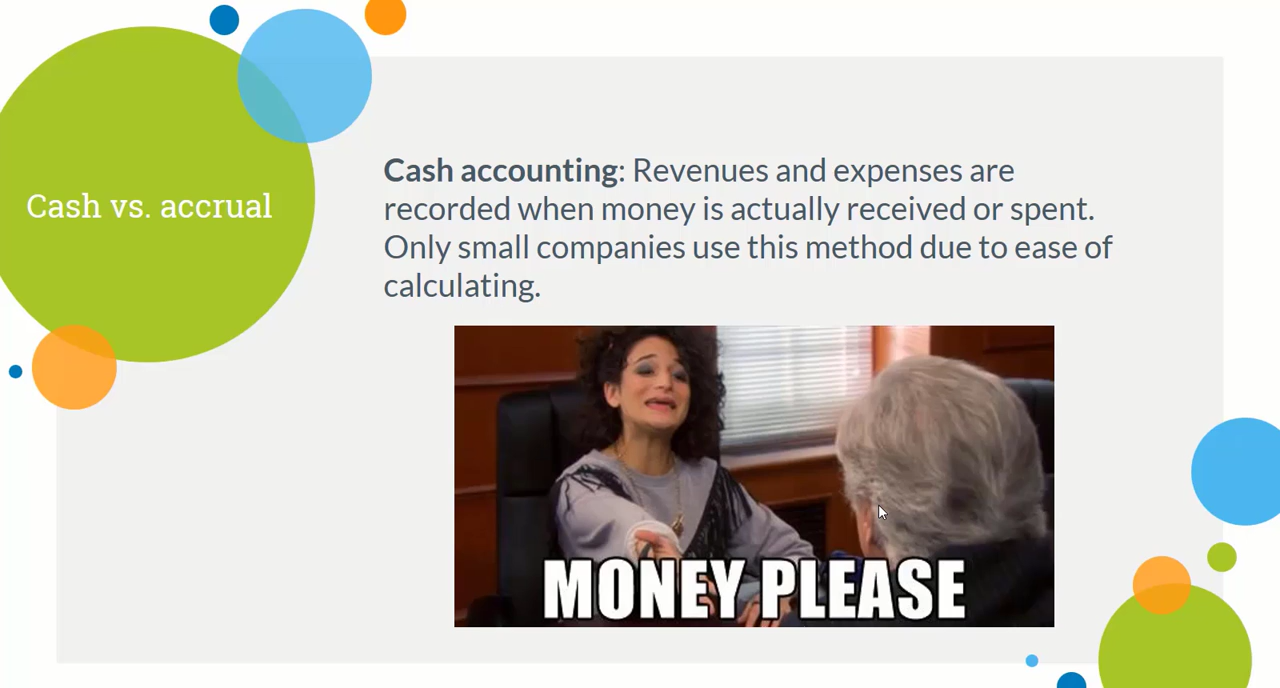 Cash vs. accrual
Cash accounting: Revenues and expenses are
recorded when money is actually received or spent.
Only small companies use this method due to ease of
calculating.
MONEY PLEASE